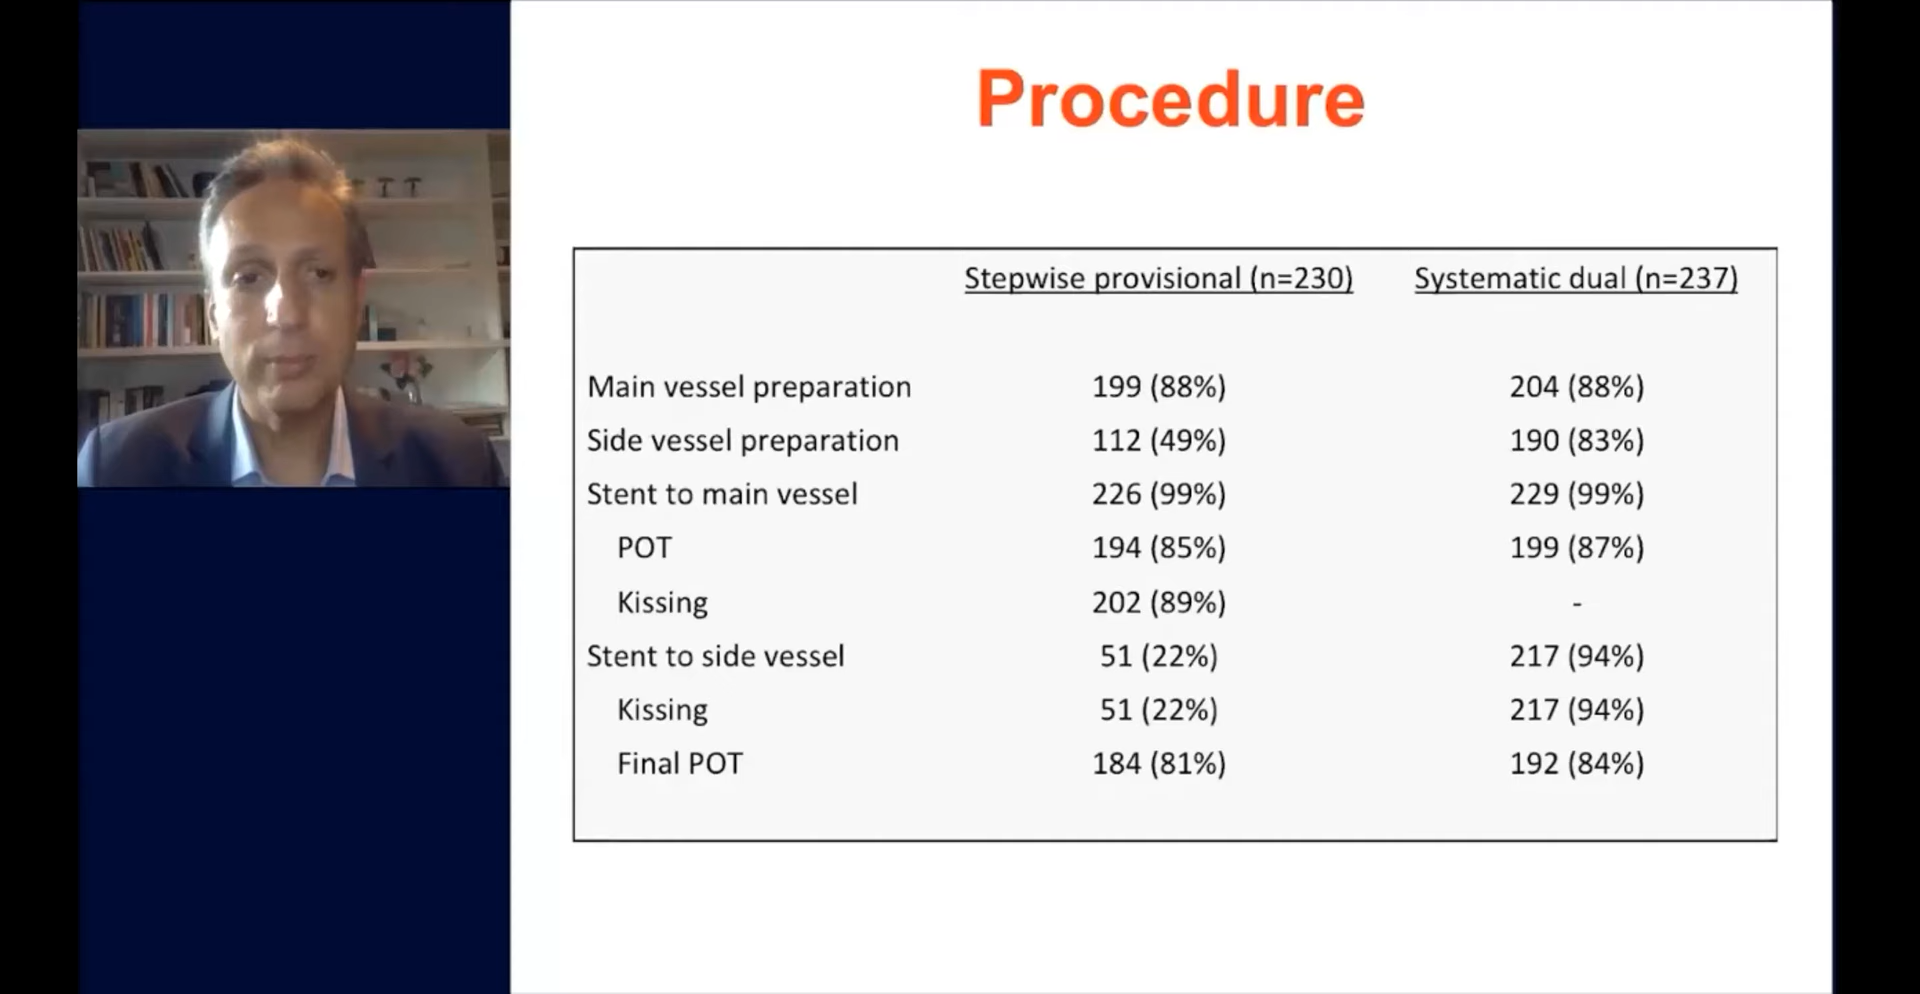 Procedure
Stepwise provisional (n=230) Systematic dual (n=237)
Main vessel preparation 199 (88%) 204 (88%)
Side vessel preparation 112 (49%) 190 (83%)
Stent to main vessel 226 (99%) 229 (99%)
POT 194 (85%) 199 (87%)
Kissing 202 (89%) -
Stent to side vessel 51 (22%) 217 (94%)
Kissing 51 (22%) 217 (94%)
Final POT 184 (81%) 192 (84%)